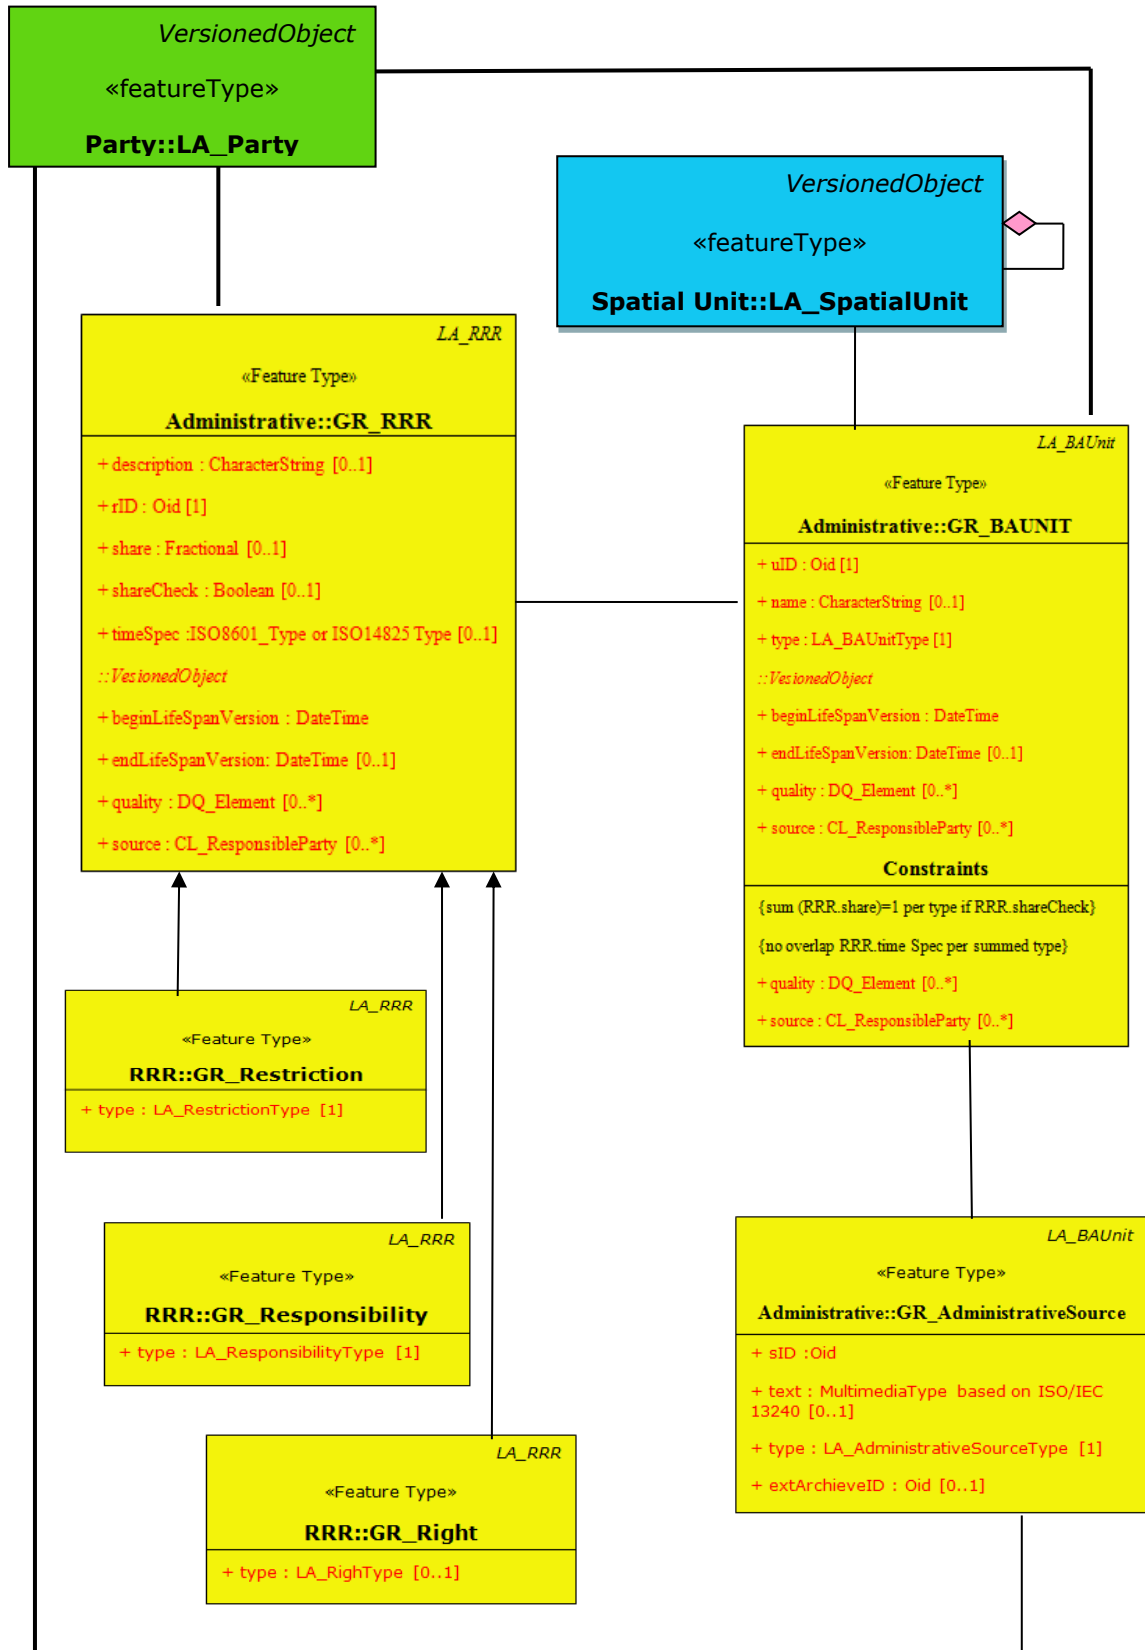 VersionedObject
«featureType»
Party::LA_Party
VersionedObject
«featureType»
Spatial Unit::LA_SpatialUnit
LA_RRR
«Feature Type»
Administrative::GR_RRR
+ description : CharacterString [0..1]
+ rID : Oid [1]
+ share : Fractional [0..1]
+ shareCheck : Boolean [0..1]
+ timeSpec :ISO8601_Type or ISO14825 Type [0..1]
::VesionedObject
+ beginLifeSpanVersion : DateTime
+ endLifeSpanVersion: DateTime [0..1]
+ quality : DQ_Element [0..*]
+ source : CL_ResponsibleParty [0..*]
LA_BAUnit
«Feature Type»
Administrative::GR_BAUNIT
+ uID : Oid [1]
+ name : CharacterString [0..1]
+ type : LA_BAUnitType [1]
::VesionedObject
+ beginLifeSpanVersion : DateTime
+ endLifeSpanVersion: DateTime [0..1]
+ quality : DQ_Element [0..*]
+ source : CL_ResponsibleParty [0..*]
Constraints
{sum (RRR.share)=1 per type if RRR.shareCheck}
{no overlap RRR.time Spec per summed type}
+ quality : DQ_Element [0..*]
+ source : CL_ResponsibleParty [0..*]
LA_RRR
«Feature Type»
RRR::GR_Restriction
+ type : LA_RestrictionType [1]
LA_RRR
«Feature Type»
RRR::GR_Responsibility
+ type : LA_ResponsibilityType [1]
LA_RRR
«Feature Type»
RRR::GR_Right
+ type : LA_RighType [0..1]
LA_BAUnit
«Feature Type»
Administrative::GR_AdministrativeSource
+ sID :Oid
+ text : MultimediaType based on ISO/IEC
13240 [0..1]
+ type : LA_AdministrativeSourceType [1]
+ extArchieveID : Oid [0..1]